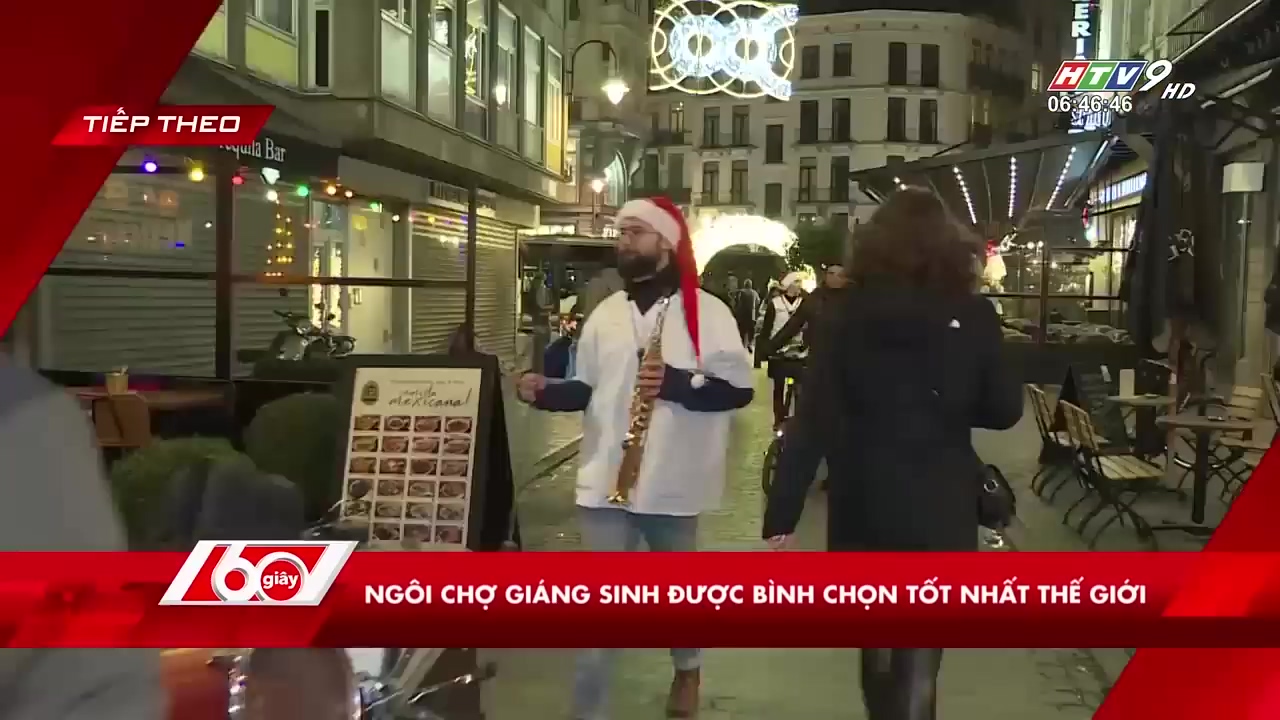 HTV9 HD
06:46:46
TIẾP THEO
Tequila Bar
mexicana!
60 giây
NGÔI CHỢ GIÁNG SINH ĐƯỢC BÌNH CHỌN TỐT NHẤT THẾ GIỚI